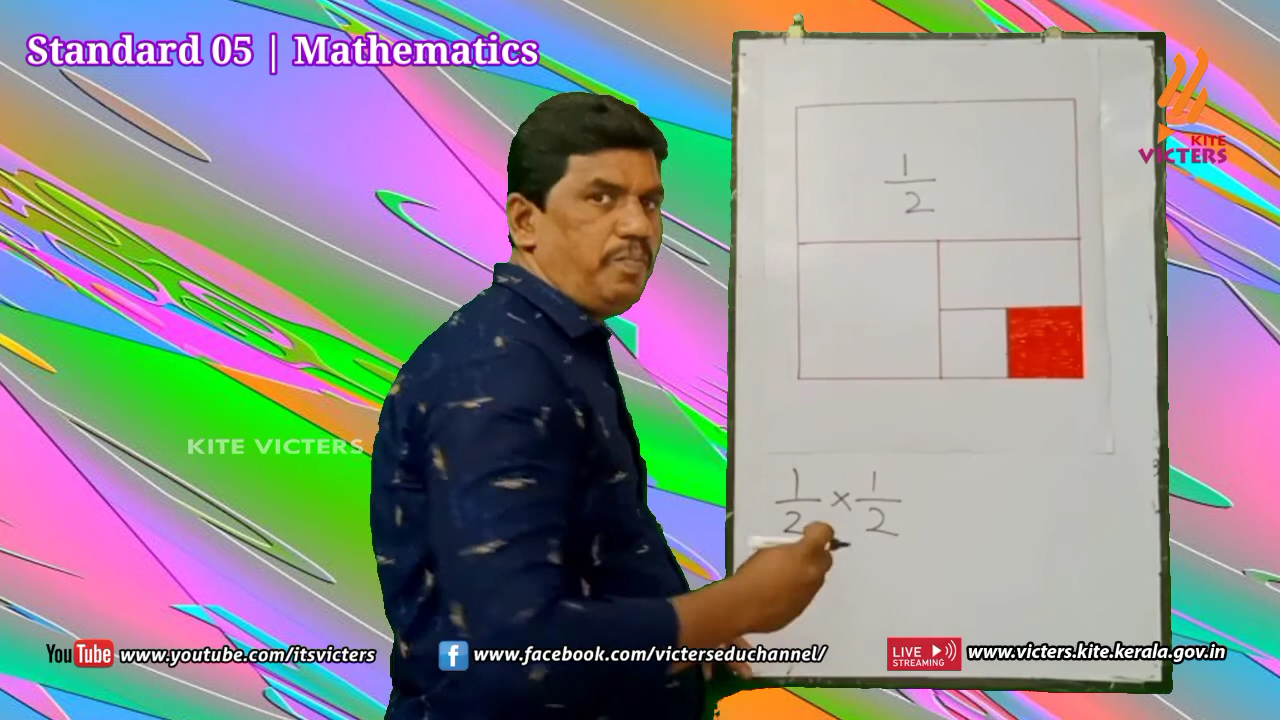 Standard 05 | Mathematics
KITE
VICTERS
1
2
KITE VICTERS
1/2 × 1/2
YouTube www.youtube.com/itsvicters
f www.facebook.com/victerseduchannel/
LIVE
STREAMING
www.victers.kite.kerala.gov.in